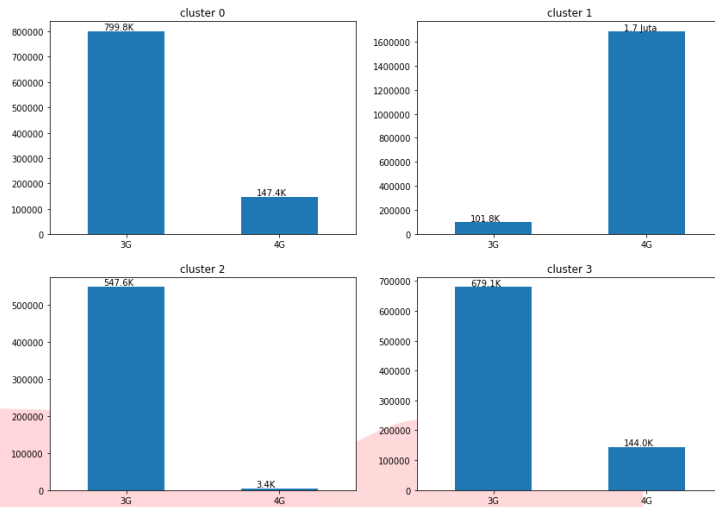 cluster 0
800000
700000
600000
500000
400000
300000
200000
100000
0
799.8K
147.4K
3G
4G
cluster 1
1600000
1400000
1200000
1000000
800000
600000
400000
200000
0
101.8K
1.7 Juta
3G
4G
cluster 2
500000
400000
300000
200000
100000
0
547.6K
3.4K
3G
4G
cluster 3
700000
600000
500000
400000
300000
200000
100000
0
679.1K
144.0K
3G
4G